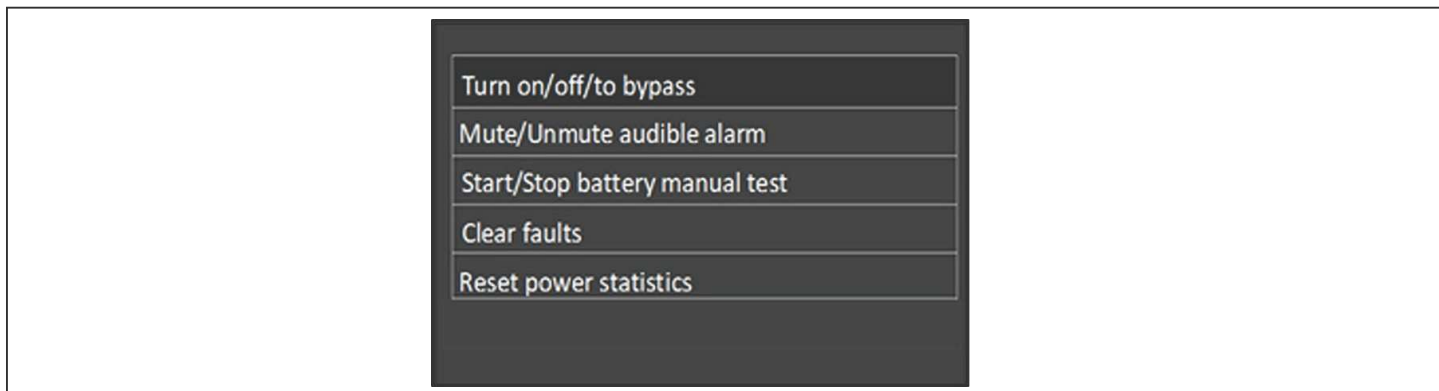 Turn on/off/to bypass
Mute/Unmute audible alarm
Start/Stop battery manual test
Clear faults
Reset power statistics